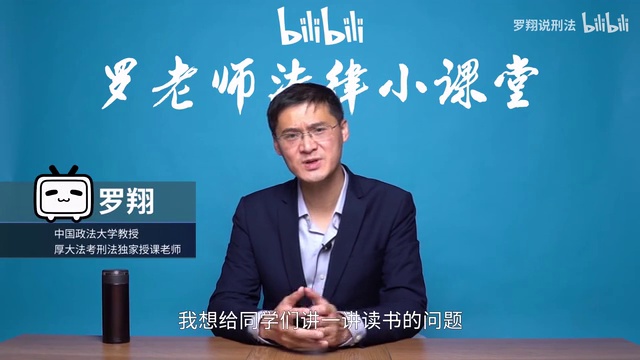 bilibili
罗翔说刑法 bilibili
罗老师法律小课堂
罗翔
中国政法大学教授
厚大法考刑法独家授课老师
我想给同学们讲一讲读书的问题